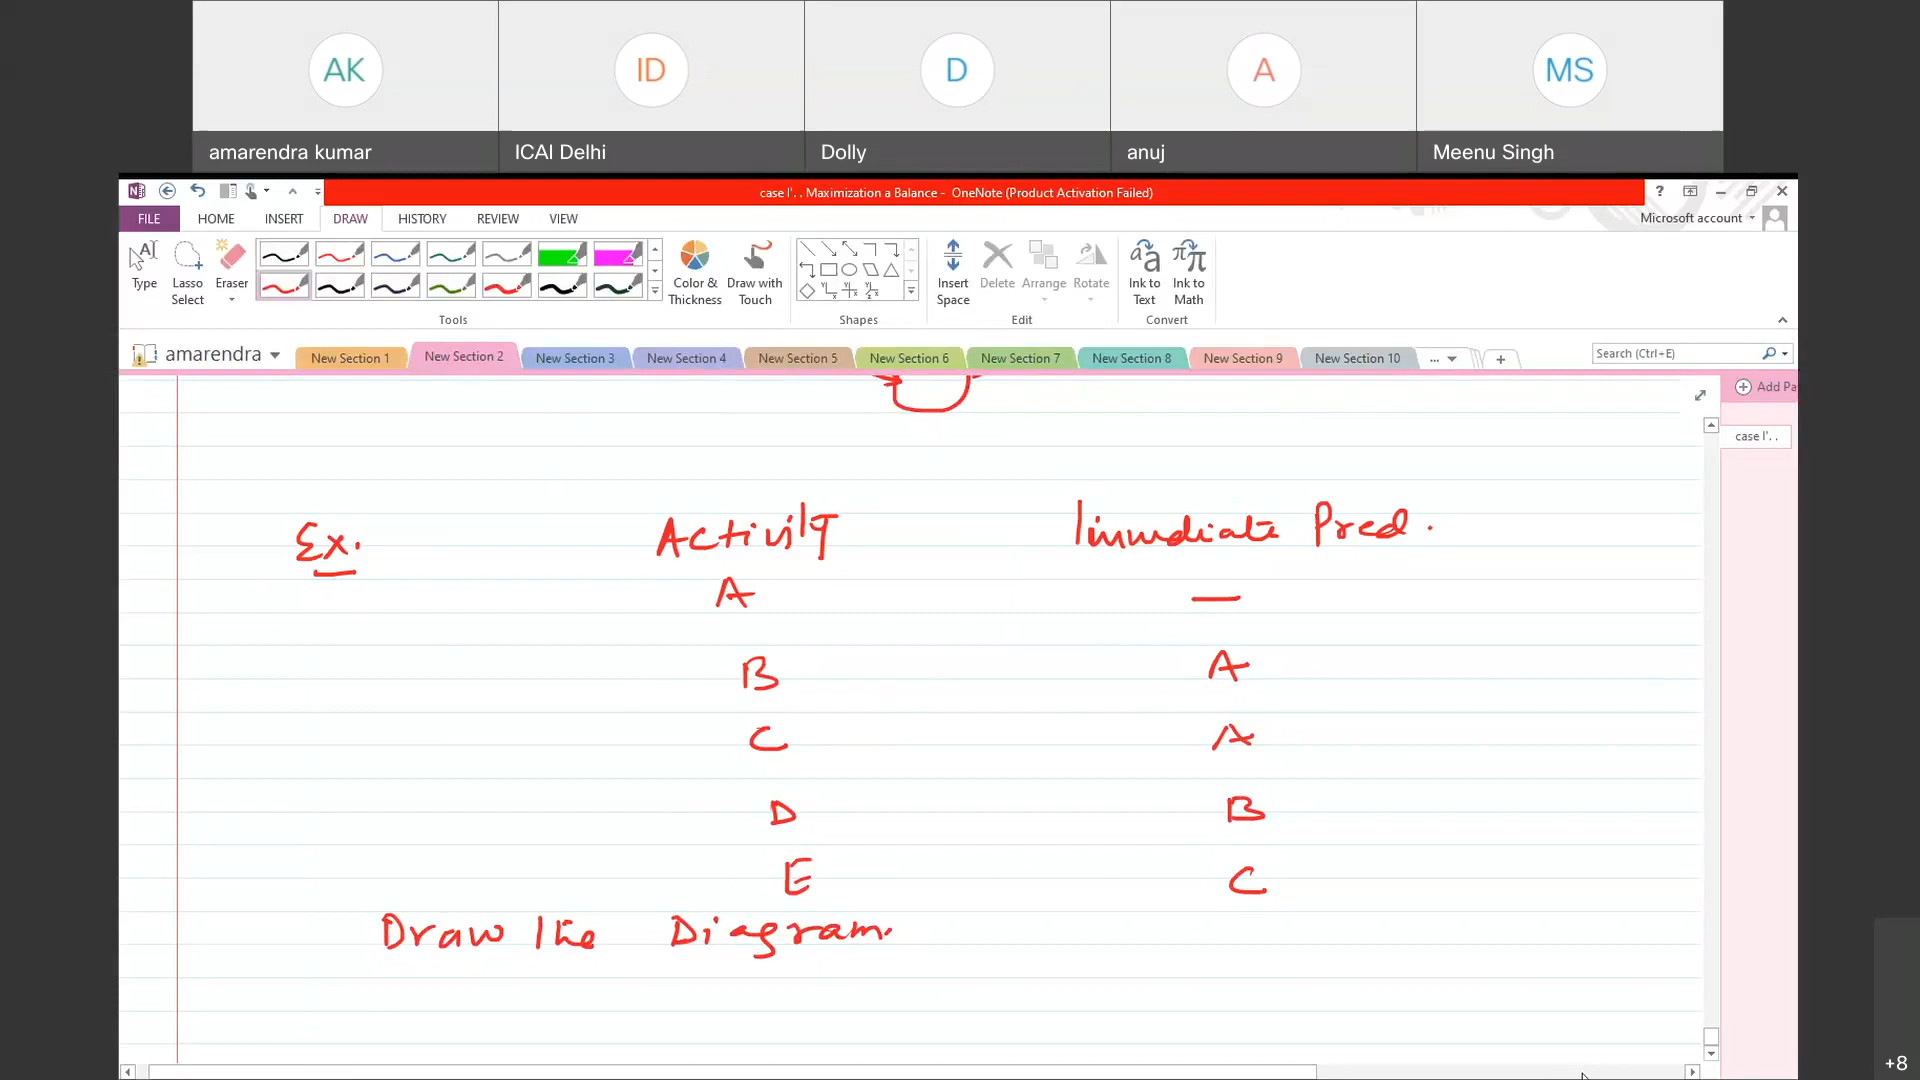 AK ID D A MS
amarendra kumar ICAI Delhi Dolly anuj Meenu Singh
case I'. . Maximization a Balance - OneNote (Product Activation Failed) ?
FILE HOME INSERT DRAW HISTORY REVIEW VIEW Microsoft account
Type Lasso Select Eraser Color & Thickness Draw with Touch Insert Space Delete Arrange Rotate Ink to Text Ink to Math
Tools Shapes Edit Convert
amarendra New Section 1 New Section 2 New Section 3 New Section 4 New Section 5 New Section 6 New Section 7 New Section 8 New Section 9 New Section 10 ... + Search (Ctrl+E)
Add Pa
case I'. .
Ex. Activity Immediate Pred.
A —
B A
C A
D B
E C
Draw the Diagram.
+8